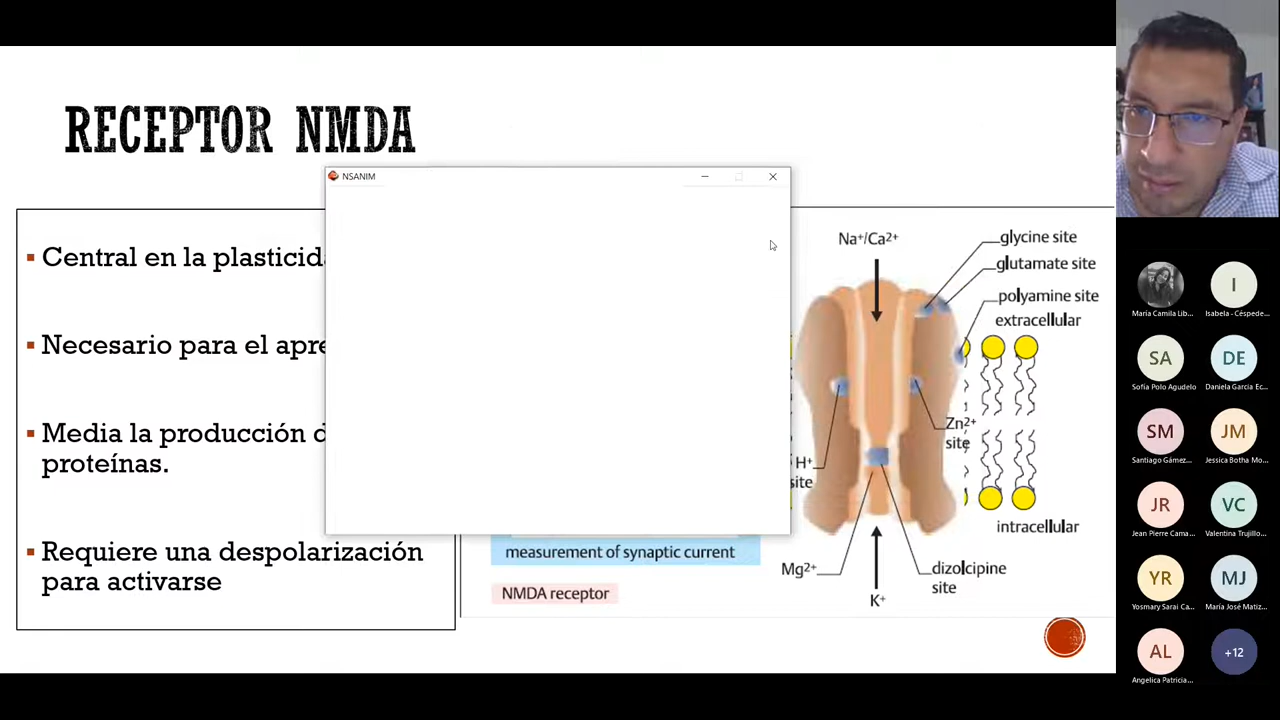 RECEPTOR NMDA
NSANIM
Central en la plasticid
Necesario para el apre
Media la producción d
proteínas.
Requiere una despolarización
para activarse
Na+/Ca2+
glycine site
glutamate site
polyamine site
extracellular
Zn2+
site
H+
site
intracellular
Mg2+
dizolcipine
site
K+
measurement of synaptic current
NMDA receptor
María Camila Lib...
I
Isabela - Céspede...
SA
Sofía Polo Agudelo
DE
Daniela Garcia Ec...
SM
Santiago Gámez...
JM
Jessica Botha Mo...
JR
Jean Pierre Cama...
VC
Valentina Trujillo...
YR
Yosmary Sarai Ca...
MJ
María José Matiz...
AL
Angelica Patricia...
+12